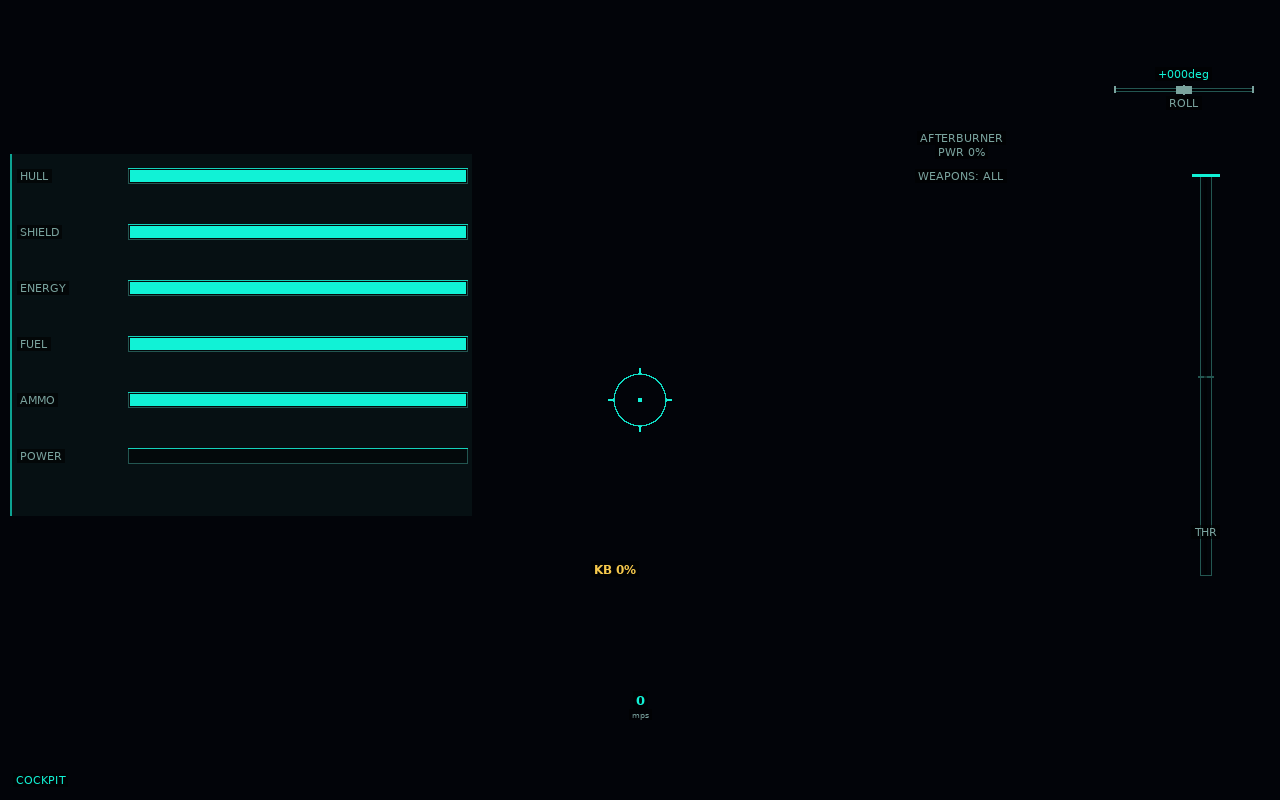 +000deg
ROLL
AFTERBURNER
PWR 0%
WEAPONS: ALL
HULL
SHIELD
ENERGY
FUEL
AMMO
POWER
THR
KB 0%
0
mps
COCKPIT